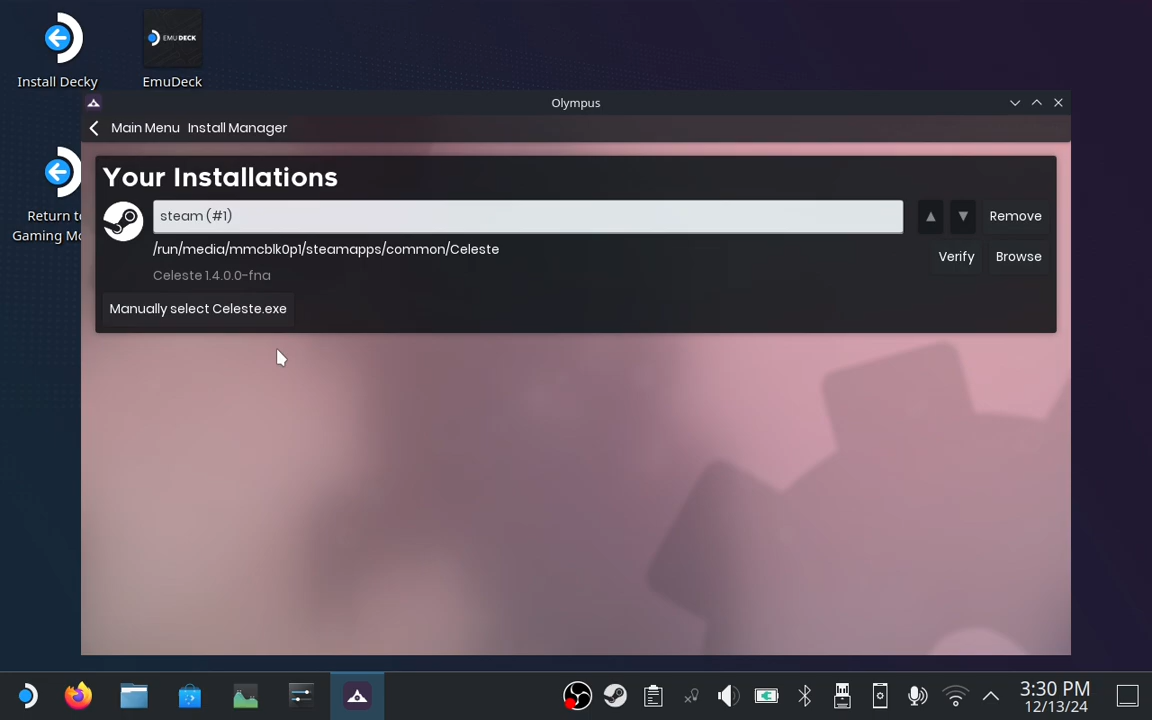 Install Decky
EMUDECK
EmuDeck
Olympus
Main Menu Install Manager
Return to
Gaming Mo
Your Installations
steam (#1)
▲ ▼ Remove
/run/media/mmcblk0p1/steamapps/common/Celeste
Verify Browse
Celeste 1.4.0.0-fna
Manually select Celeste.exe
3:30 PM
12/13/24